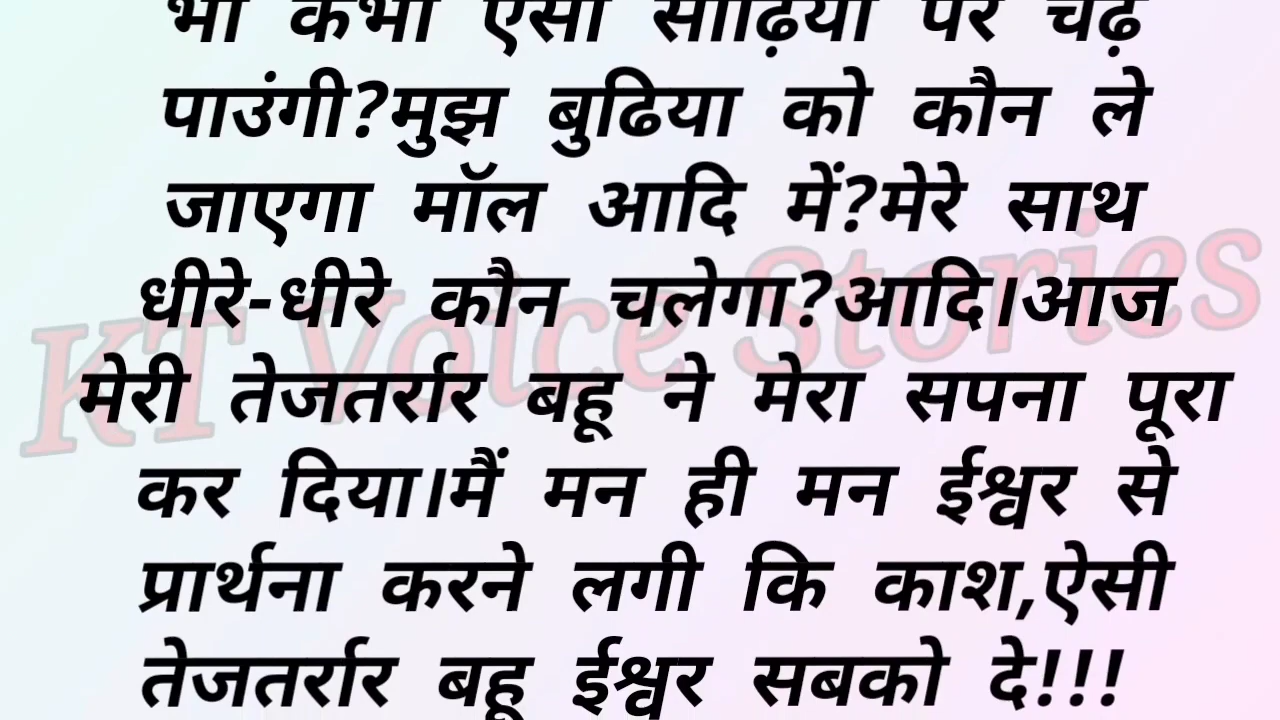 भी कभी ऐसी सीढ़ियों पर चढ़
पाउंगी?मुझ बुढिया को कौन ले
जाएगा मॉल आदि में?मेरे साथ
धीरे-धीरे कौन चलेगा?आदि।आज
मेरी तेजतर्रार बहू ने मेरा सपना पूरा
कर दिया।मैं मन ही मन ईश्वर से
प्रार्थना करने लगी कि काश,ऐसी
तेजतर्रार बहू ईश्वर सबको दे!!!
KT Voice Stories